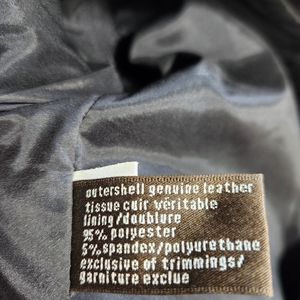 outershell genuine leather
tissue cuir véritable
lining/doublure
95% polyester
5% spandex/polyurethane
exclusive of trimmings/
garniture exclue